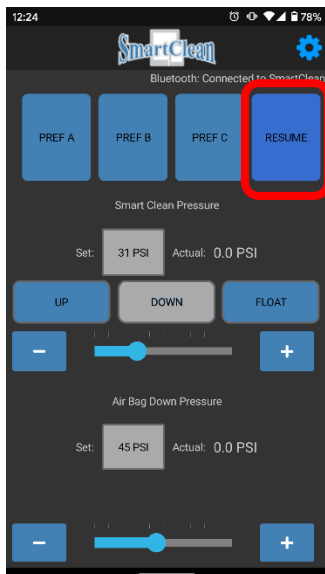 12:24 78%
SmartClean
Bluetooth: Connected to SmartClean
PREF A PREF B PREF C RESUME
Smart Clean Pressure
Set: 31 PSI Actual: 0.0 PSI
UP DOWN FLOAT
− +
Air Bag Down Pressure
Set: 45 PSI Actual: 0.0 PSI
− +